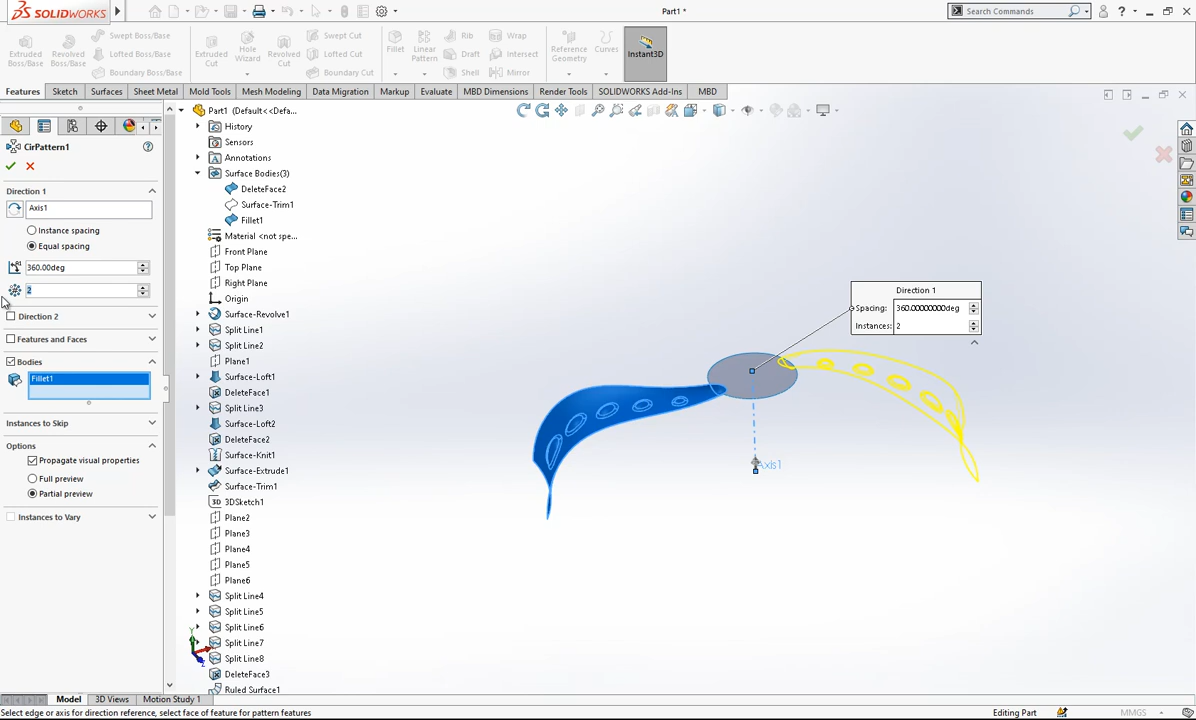 SOLIDWORKS
Part1 *
Search Commands
Extruded Boss/Base
Revolved Boss/Base
Swept Boss/Base
Lofted Boss/Base
Boundary Boss/Base
Extruded Cut
Hole Wizard
Revolved Cut
Swept Cut
Lofted Cut
Boundary Cut
Fillet
Linear Pattern
Rib
Draft
Shell
Wrap
Intersect
Mirror
Reference Geometry
Curves
Instant3D
Features
Sketch
Surfaces
Sheet Metal
Mold Tools
Mesh Modeling
Data Migration
Markup
Evaluate
MBD Dimensions
Render Tools
SOLIDWORKS Add-Ins
MBD
CirPattern1
Direction 1
Axis1
Instance spacing
Equal spacing
360.00deg
2
Direction 2
Features and Faces
Bodies
Fillet1
Instances to Skip
Options
Propagate visual properties
Full preview
Partial preview
Instances to Vary
Part1 (Default<<Defa...
History
Sensors
Annotations
Surface Bodies(3)
DeleteFace2
Surface-Trim1
Fillet1
Material <not spe...
Front Plane
Top Plane
Right Plane
Origin
Surface-Revolve1
Split Line1
Split Line2
Plane1
Surface-Loft1
DeleteFace1
Split Line3
Surface-Loft2
DeleteFace2
Surface-Knit1
Surface-Extrude1
Surface-Trim1
3D 3DSketch1
Plane2
Plane3
Plane4
Plane5
Plane6
Split Line4
Split Line5
Split Line6
Split Line7
Split Line8
DeleteFace3
Ruled Surface1
Direction 1
Spacing: 360.00000000deg
Instances: 2
Axis1
Y
Z
Model
3D Views
Motion Study 1
Select edge or axis for direction reference, select face of feature for pattern features
Editing Part
MMGS